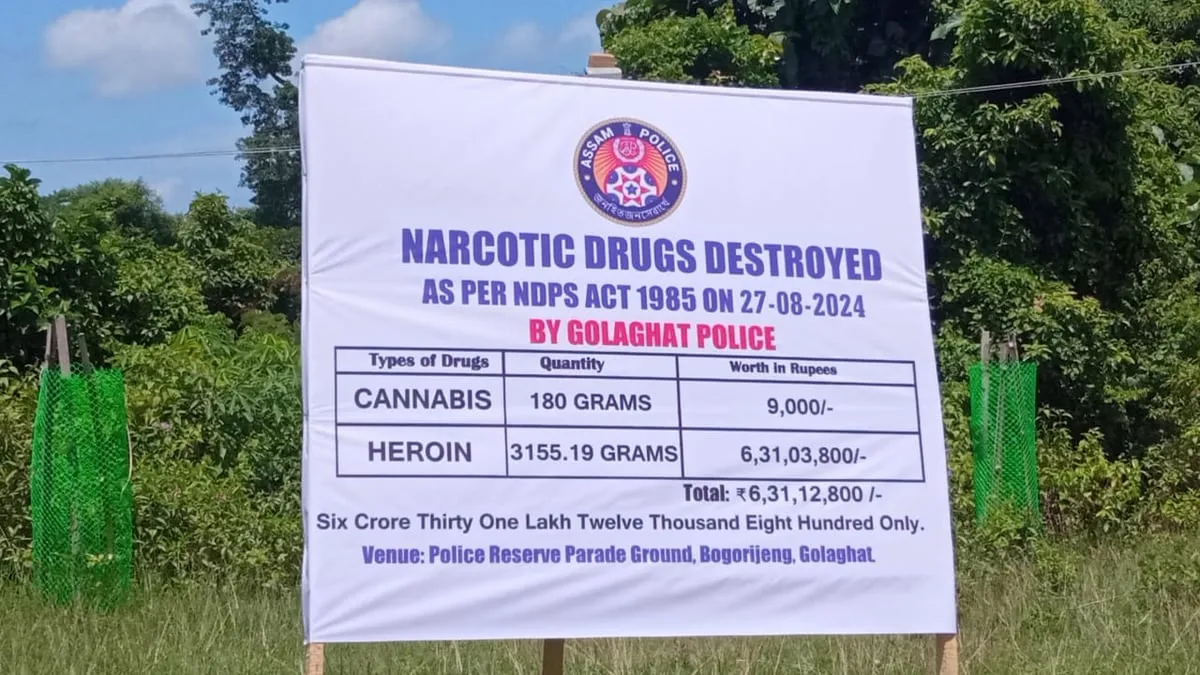 ASSAM POLICE
জনহিতজনসেৱাৰ্থে
NARCOTIC DRUGS DESTROYED
AS PER NDPS ACT 1985 ON 27-08-2024
BY GOLAGHAT POLICE
Types of Drugs Quantity Worth in Rupees
CANNABIS 180 GRAMS 9,000/-
HEROIN 3155.19 GRAMS 6,31,03,800/-
Total: ₹6,31,12,800 /-
Six Crore Thirty One Lakh Twelve Thousand Eight Hundred Only.
Venue: Police Reserve Parade Ground, Bogorijeng, Golaghat